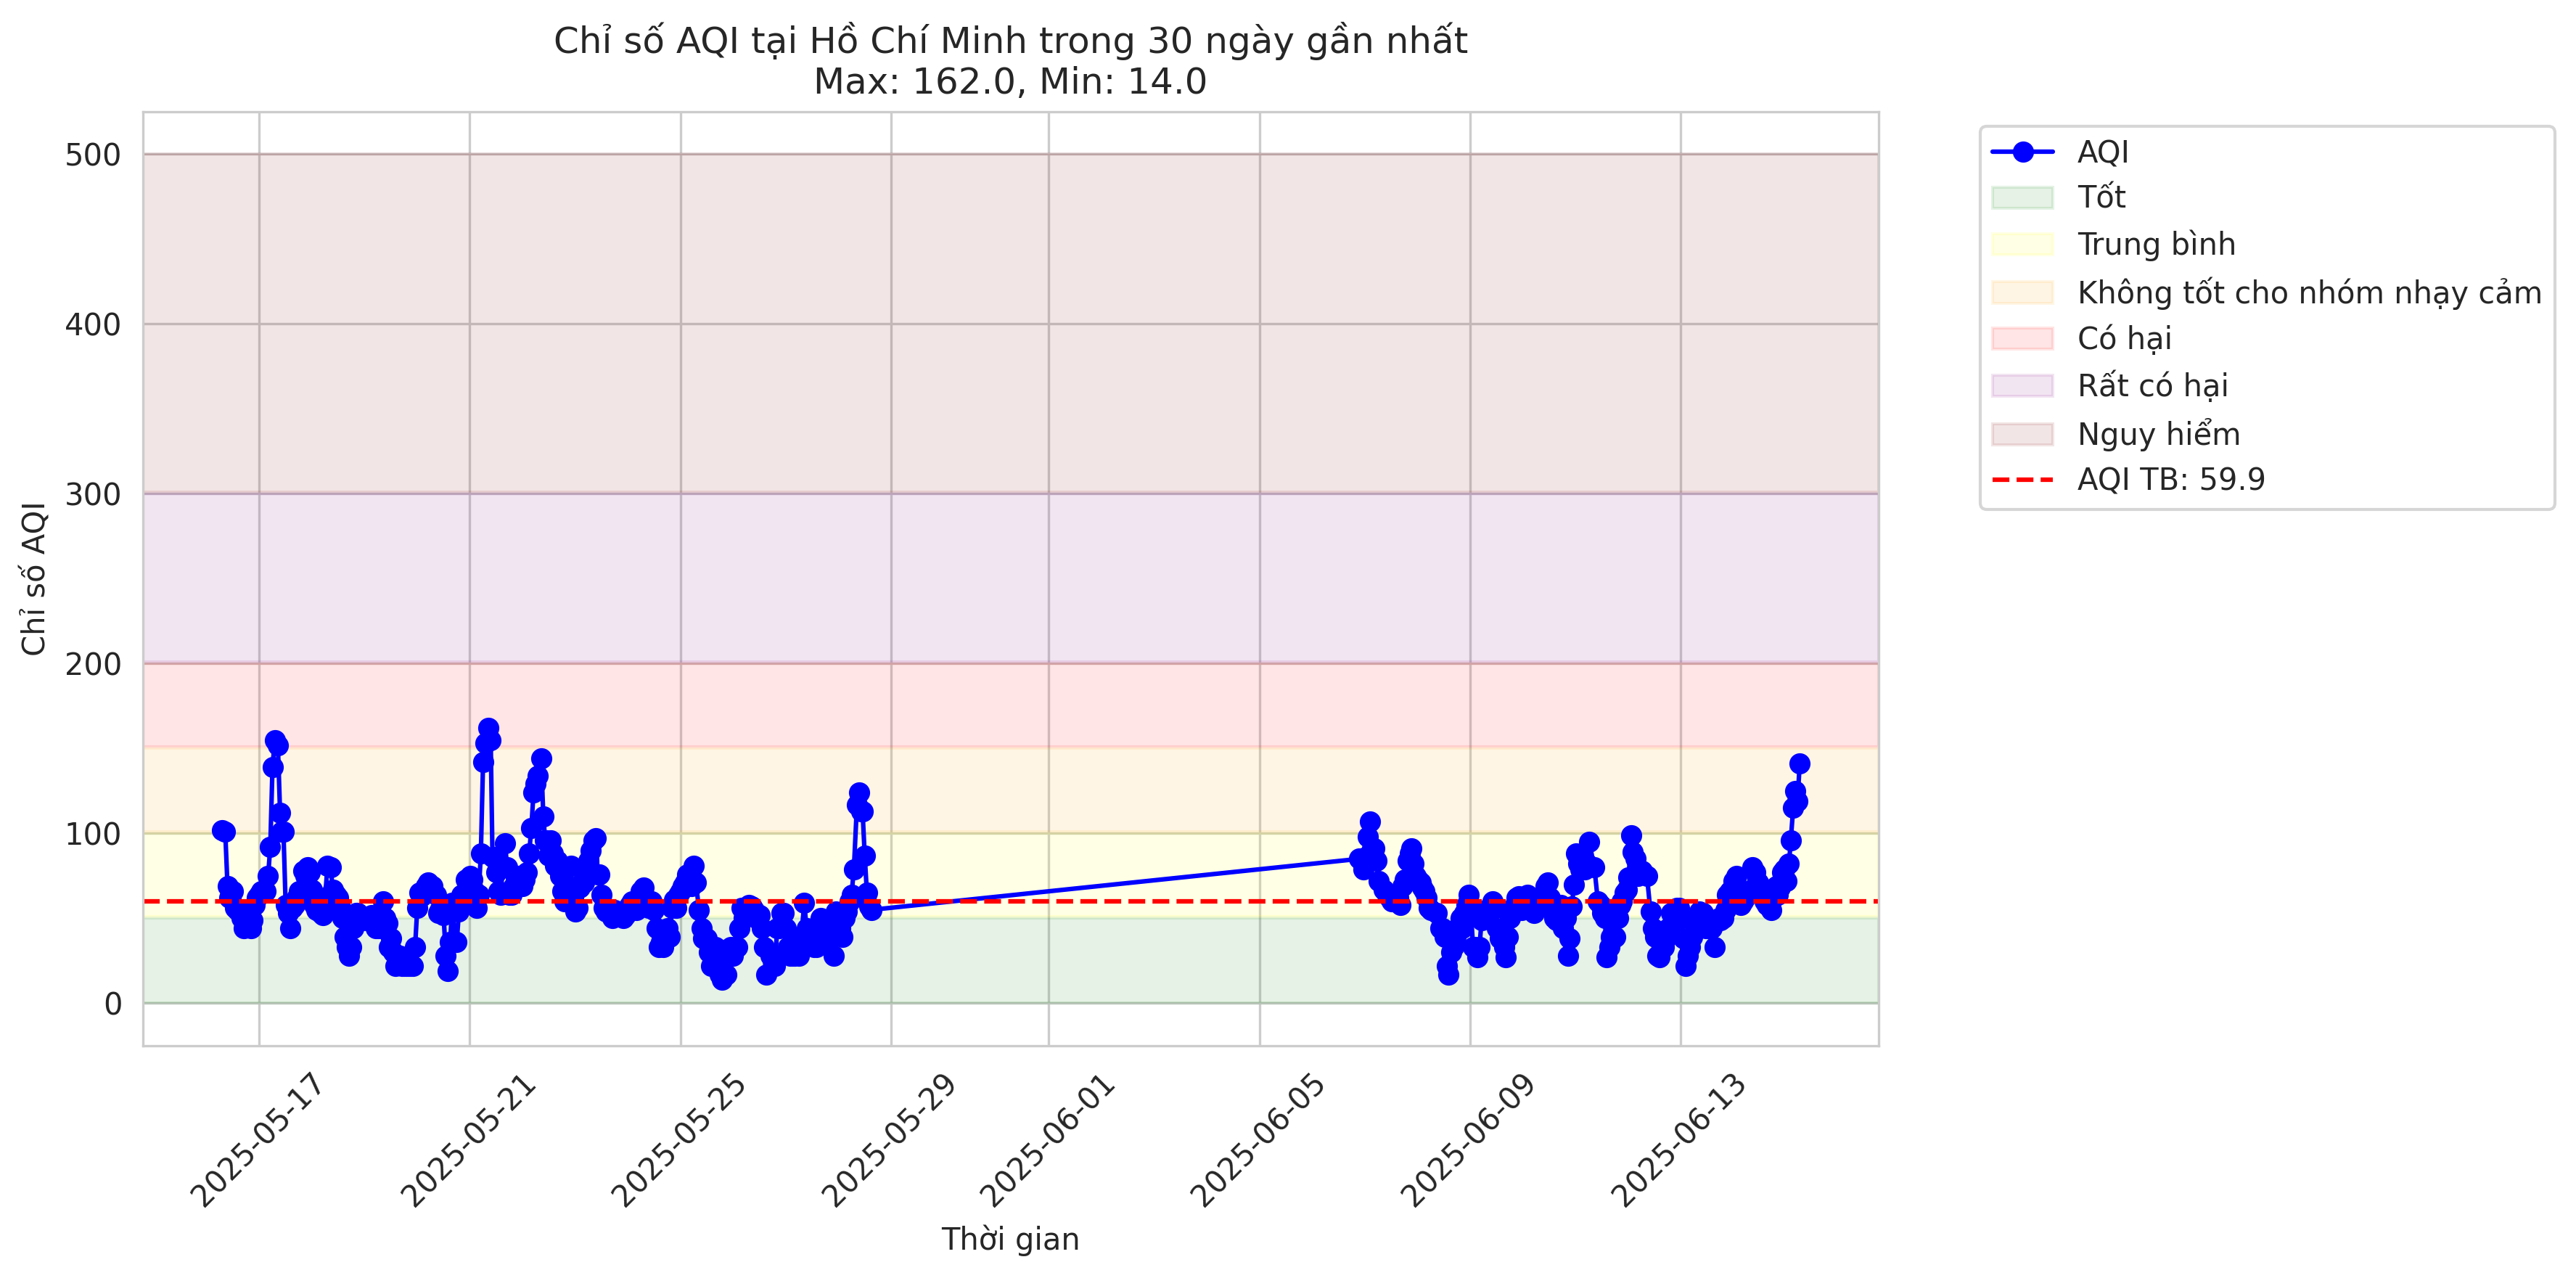 Chỉ số AQI tại Hồ Chí Minh trong 30 ngày gần nhất
Max: 162.0, Min: 14.0
Chỉ số AQI
500
400
300
200
100
0
2025-05-17
2025-05-21
2025-05-25
2025-05-29
2025-06-01
2025-06-05
2025-06-09
2025-06-13
Thời gian
AQI
Tốt
Trung bình
Không tốt cho nhóm nhạy cảm
Có hại
Rất có hại
Nguy hiểm
AQI TB: 59.9